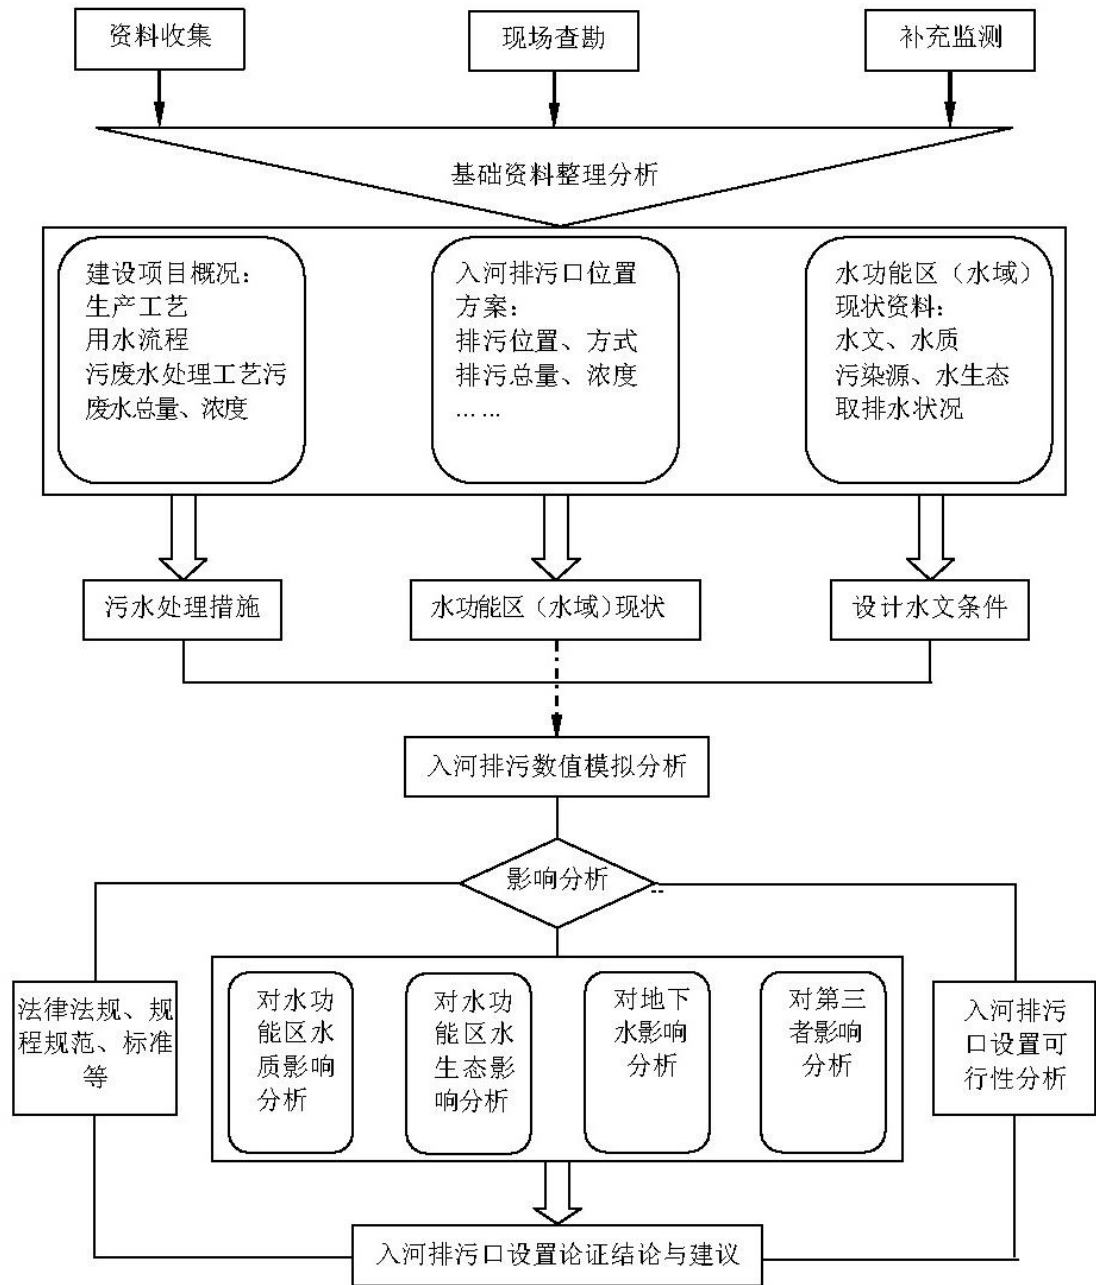 资料收集
现场查勘
补充监测
基础资料整理分析
建设项目概况：
生产工艺
用水流程
污废水处理工艺污
废水总量、浓度
入河排污口位置
方案：
排污位置、方式
排污总量、浓度
……
水功能区（水域）
现状资料：
水文、水质
污染源、水生态
取排水状况
污水处理措施
水功能区（水域）现状
设计水文条件
入河排污数值模拟分析
影响分析
法律法规、规
程规范、标准
等
对水功
能区水
质影响
分析
对水功
能区水
生态影
响分析
对地下
水影响
分析
对第三
者影响
分析
入河排污
口设置可
行性分析
入河排污口设置论证结论与建议